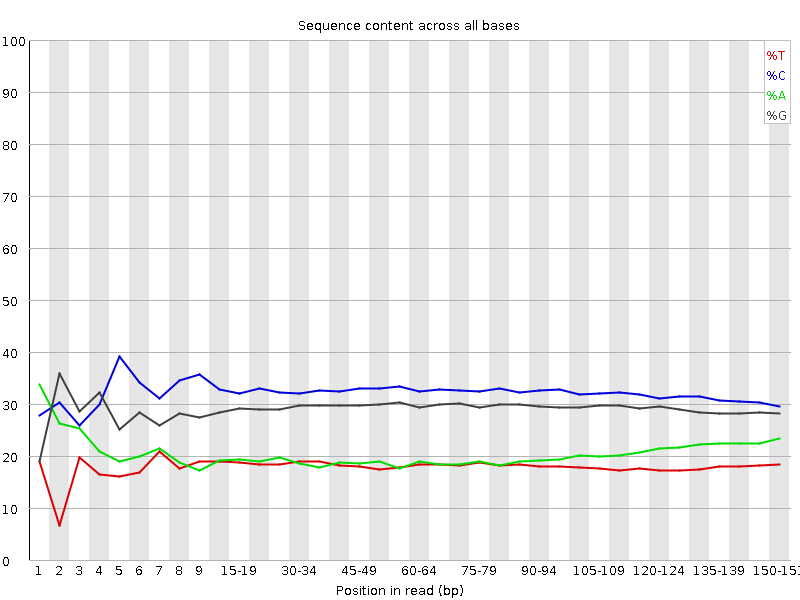 Sequence content across all bases
100
90
80
70
60
50
40
30
20
10
0
%T
%C
%A
%G
1 2 3 4 5 6 7 8 9 15-19 30-34 45-49 60-64 75-79 90-94 105-109 120-124 135-139 150-151
Position in read (bp)